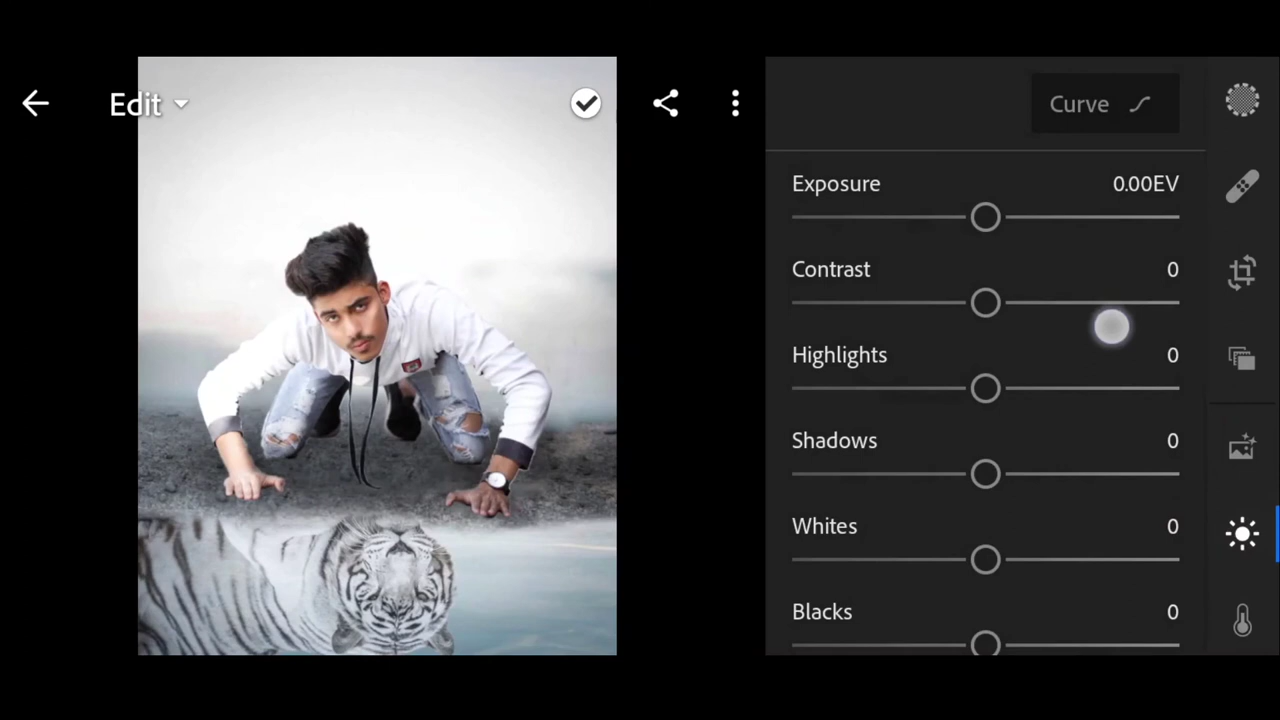 Edit
Curve
Exposure 0.00EV
Contrast 0
Highlights 0
Shadows 0
Whites 0
Blacks 0